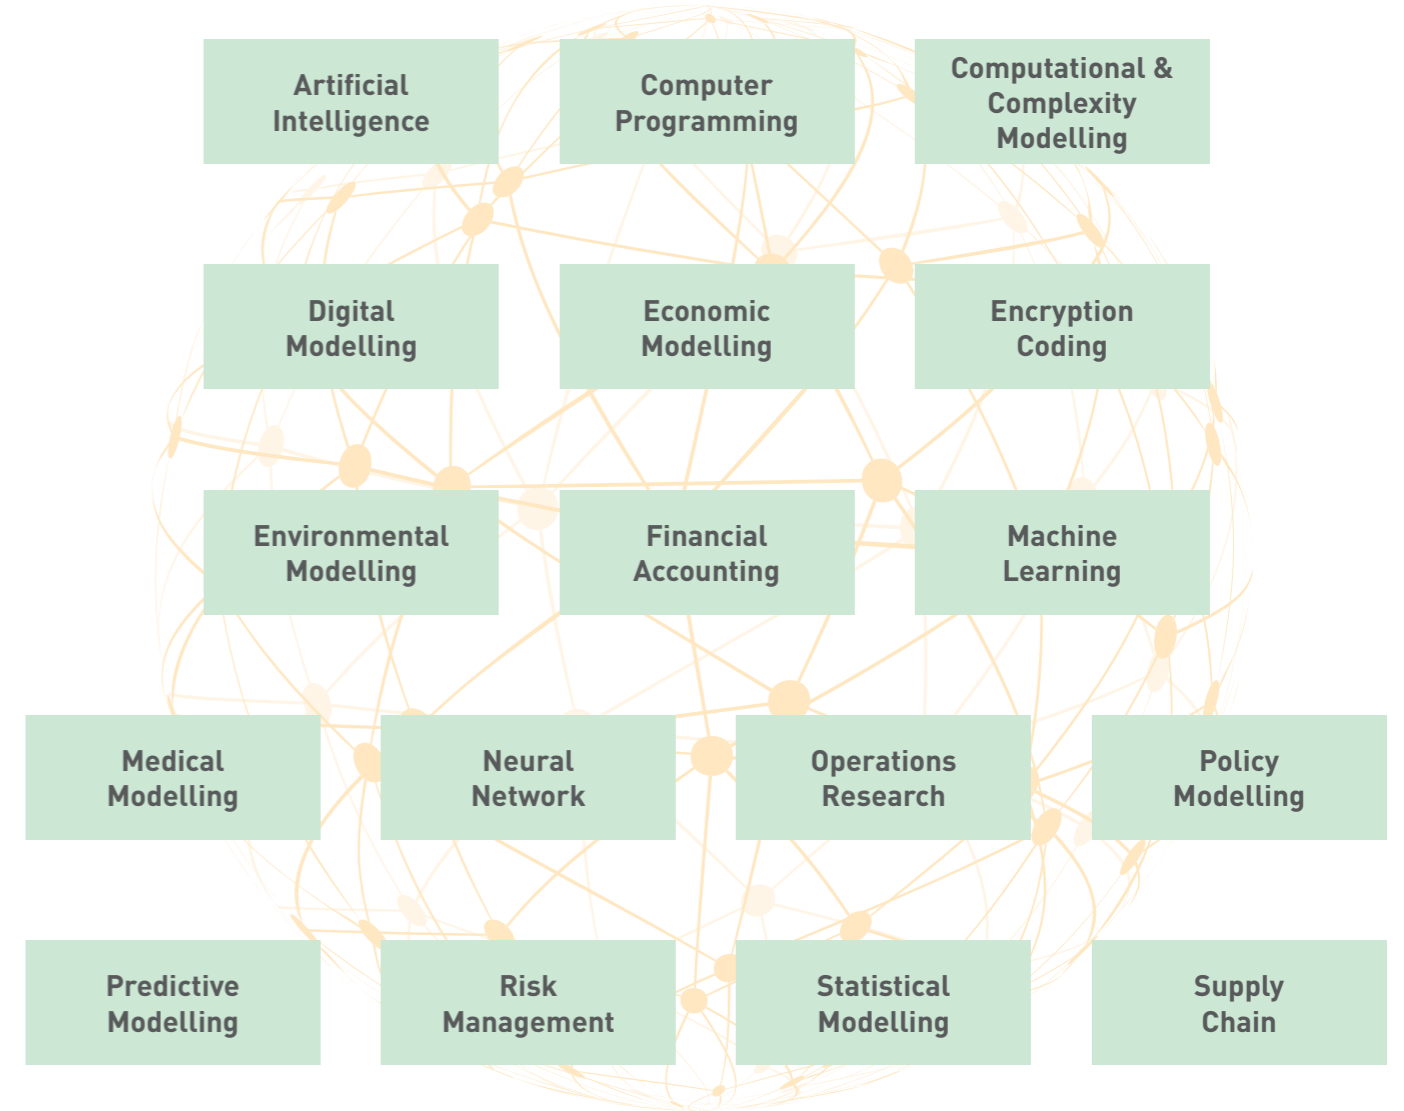 Artificial
Intelligence
Computer
Programming
Computational &
Complexity
Modelling
Digital
Modelling
Economic
Modelling
Encryption
Coding
Environmental
Modelling
Financial
Accounting
Machine
Learning
Medical
Modelling
Neural
Network
Operations
Research
Policy
Modelling
Predictive
Modelling
Risk
Management
Statistical
Modelling
Supply
Chain